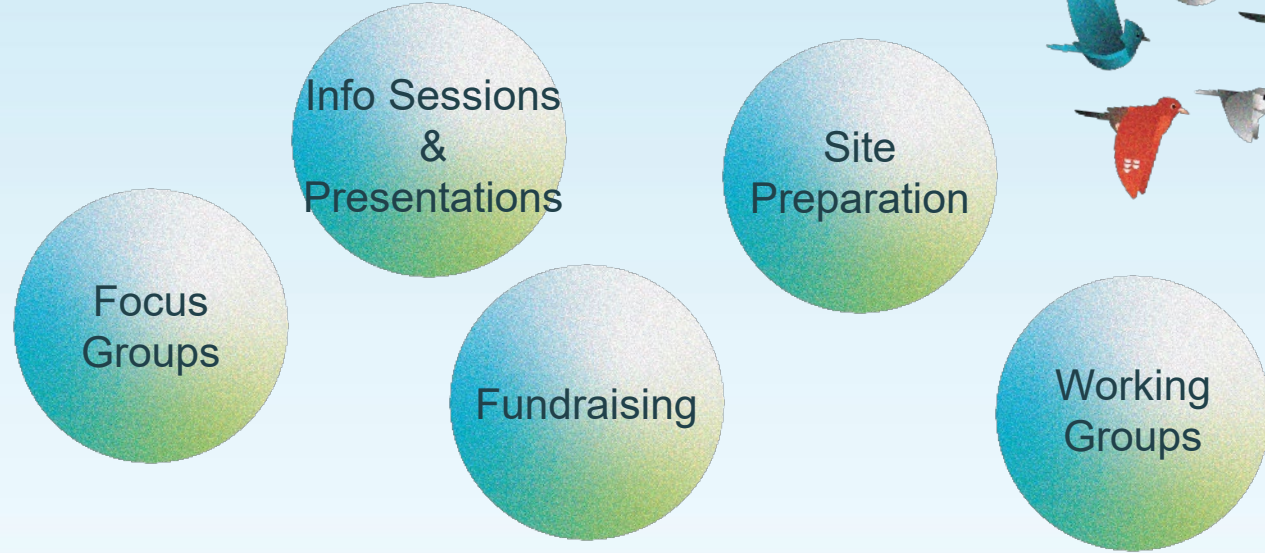 Focus
Groups
Info Sessions
&
Presentations
Fundraising
Site
Preparation
Working
Groups